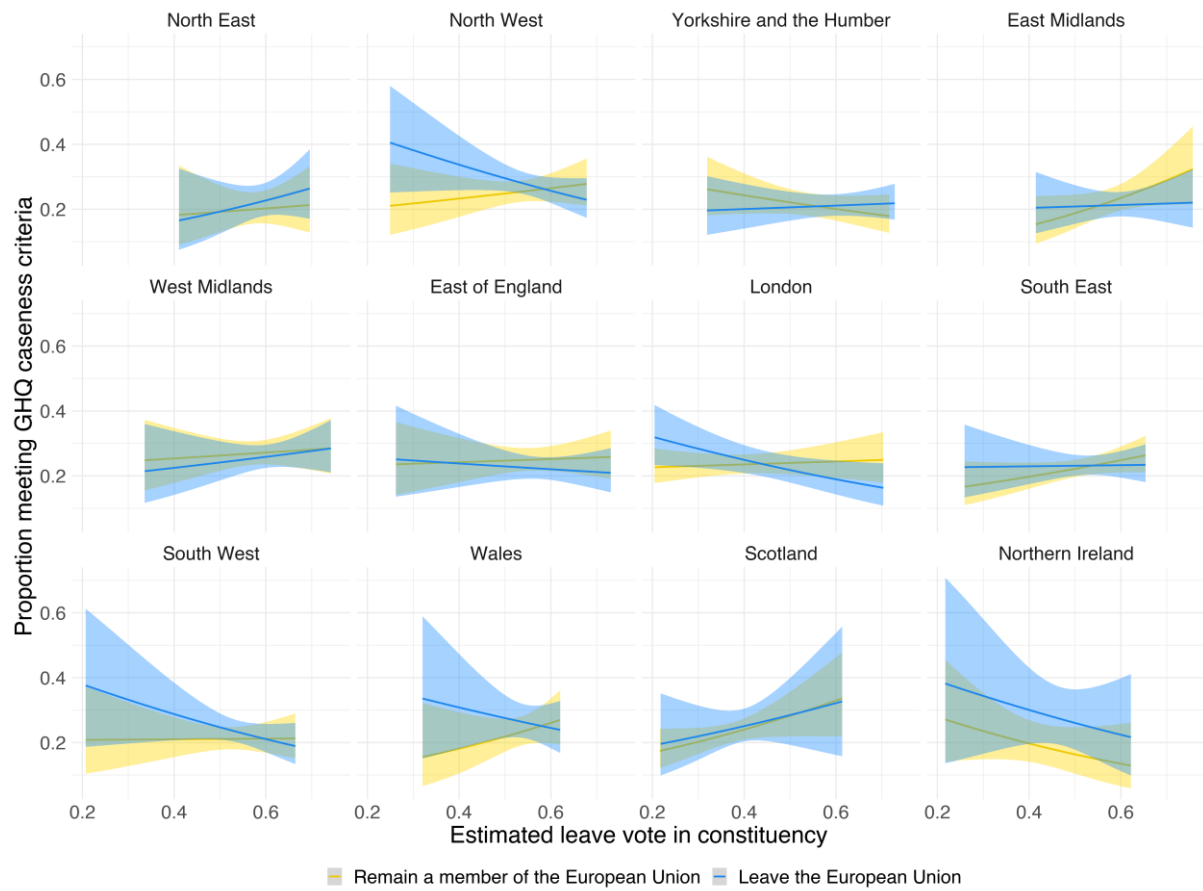 North East
North West
Yorkshire and the Humber
East Midlands
0.6
0.4
0.2
West Midlands
East of England
London
South East
0.6
0.4
0.2
South West
Wales
Scotland
Northern Ireland
0.6
0.4
0.2
0.2 0.4 0.6 0.2 0.4 0.6 0.2 0.4 0.6 0.2 0.4 0.6
Proportion meeting GHQ caseness criteria
Estimated leave vote in constituency
Remain a member of the European Union Leave the European Union